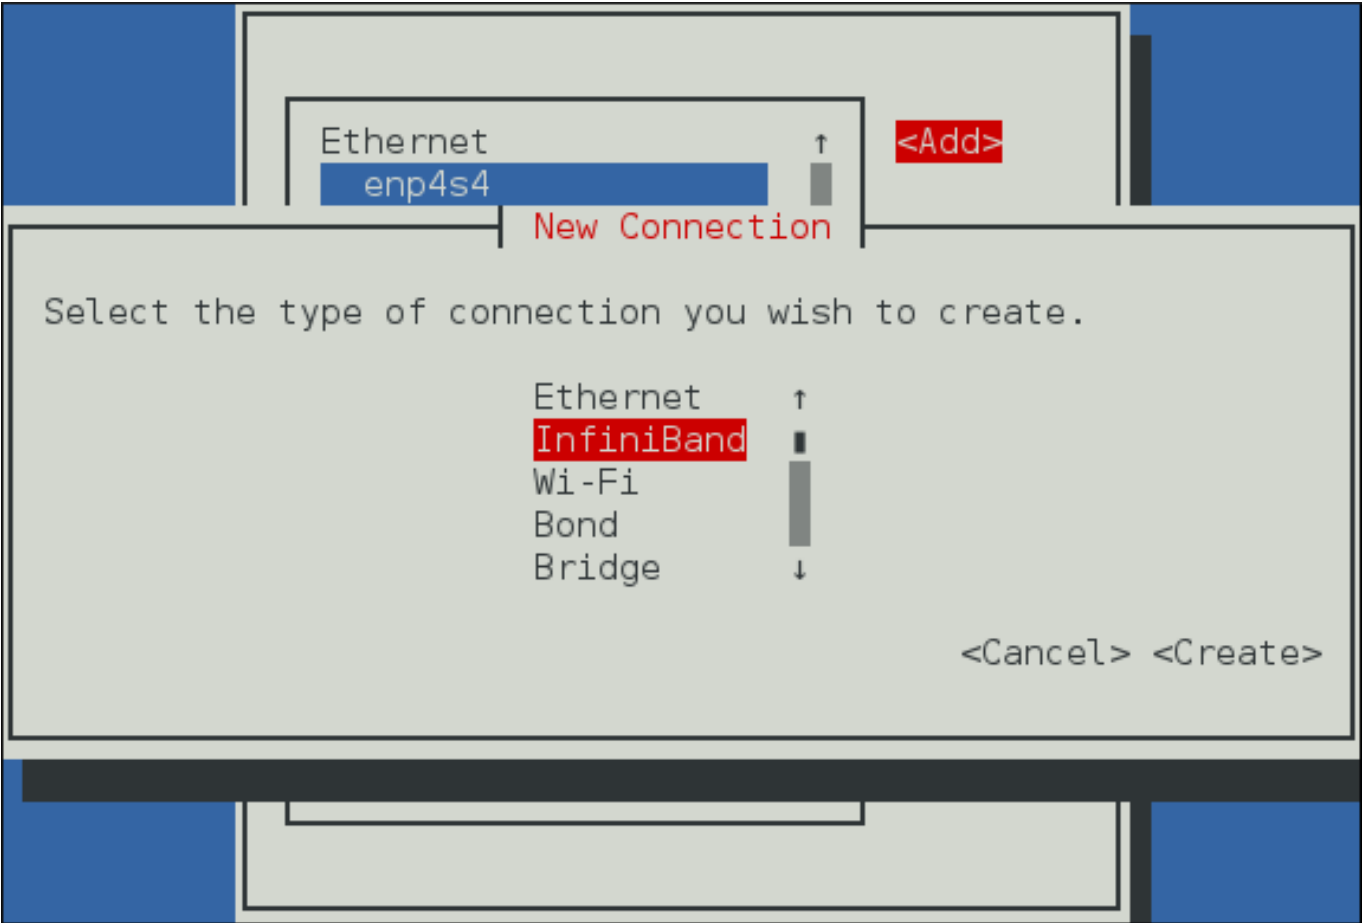 Ethernet ↑ <Add>
enp4s4
New Connection
Select the type of connection you wish to create.
Ethernet ↑
InfiniBand
Wi-Fi
Bond
Bridge ↓
<Cancel> <Create>